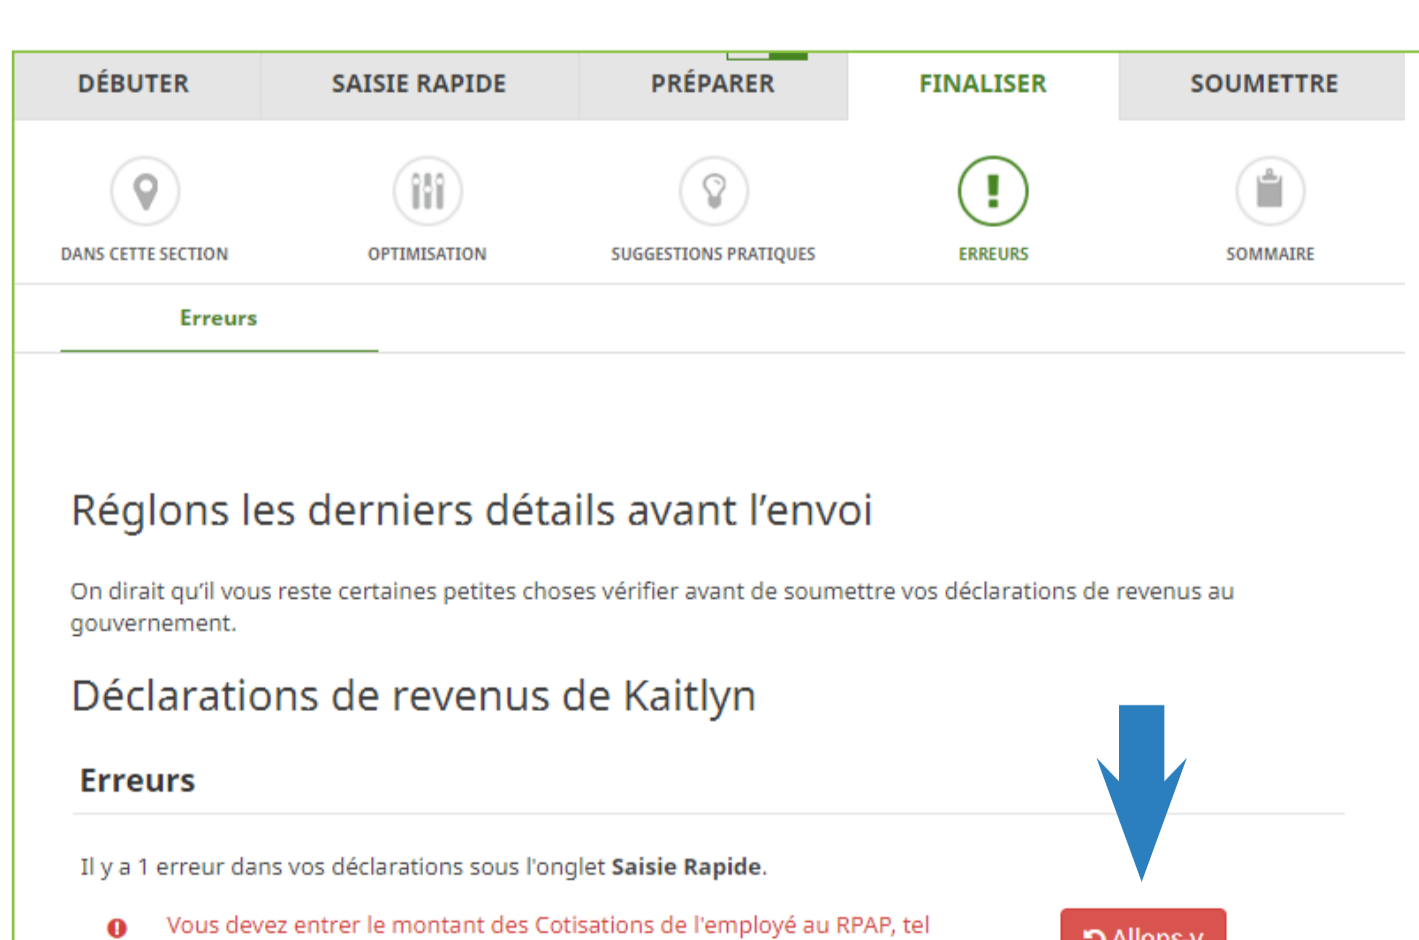 DÉBUTER SAISIE RAPIDE PRÉPARER FINALISER SOUMETTRE
DANS CETTE SECTION OPTIMISATION SUGGESTIONS PRATIQUES ERREURS SOMMAIRE
Erreurs
Réglons les derniers détails avant l’envoi
On dirait qu’il vous reste certaines petites choses vérifier avant de soumettre vos déclarations de revenus au
gouvernement.
Déclarations de revenus de Kaitlyn
Erreurs
Il y a 1 erreur dans vos déclarations sous l'onglet Saisie Rapide.
Vous devez entrer le montant des Cotisations de l'employé au RPAP, tel
Allons y